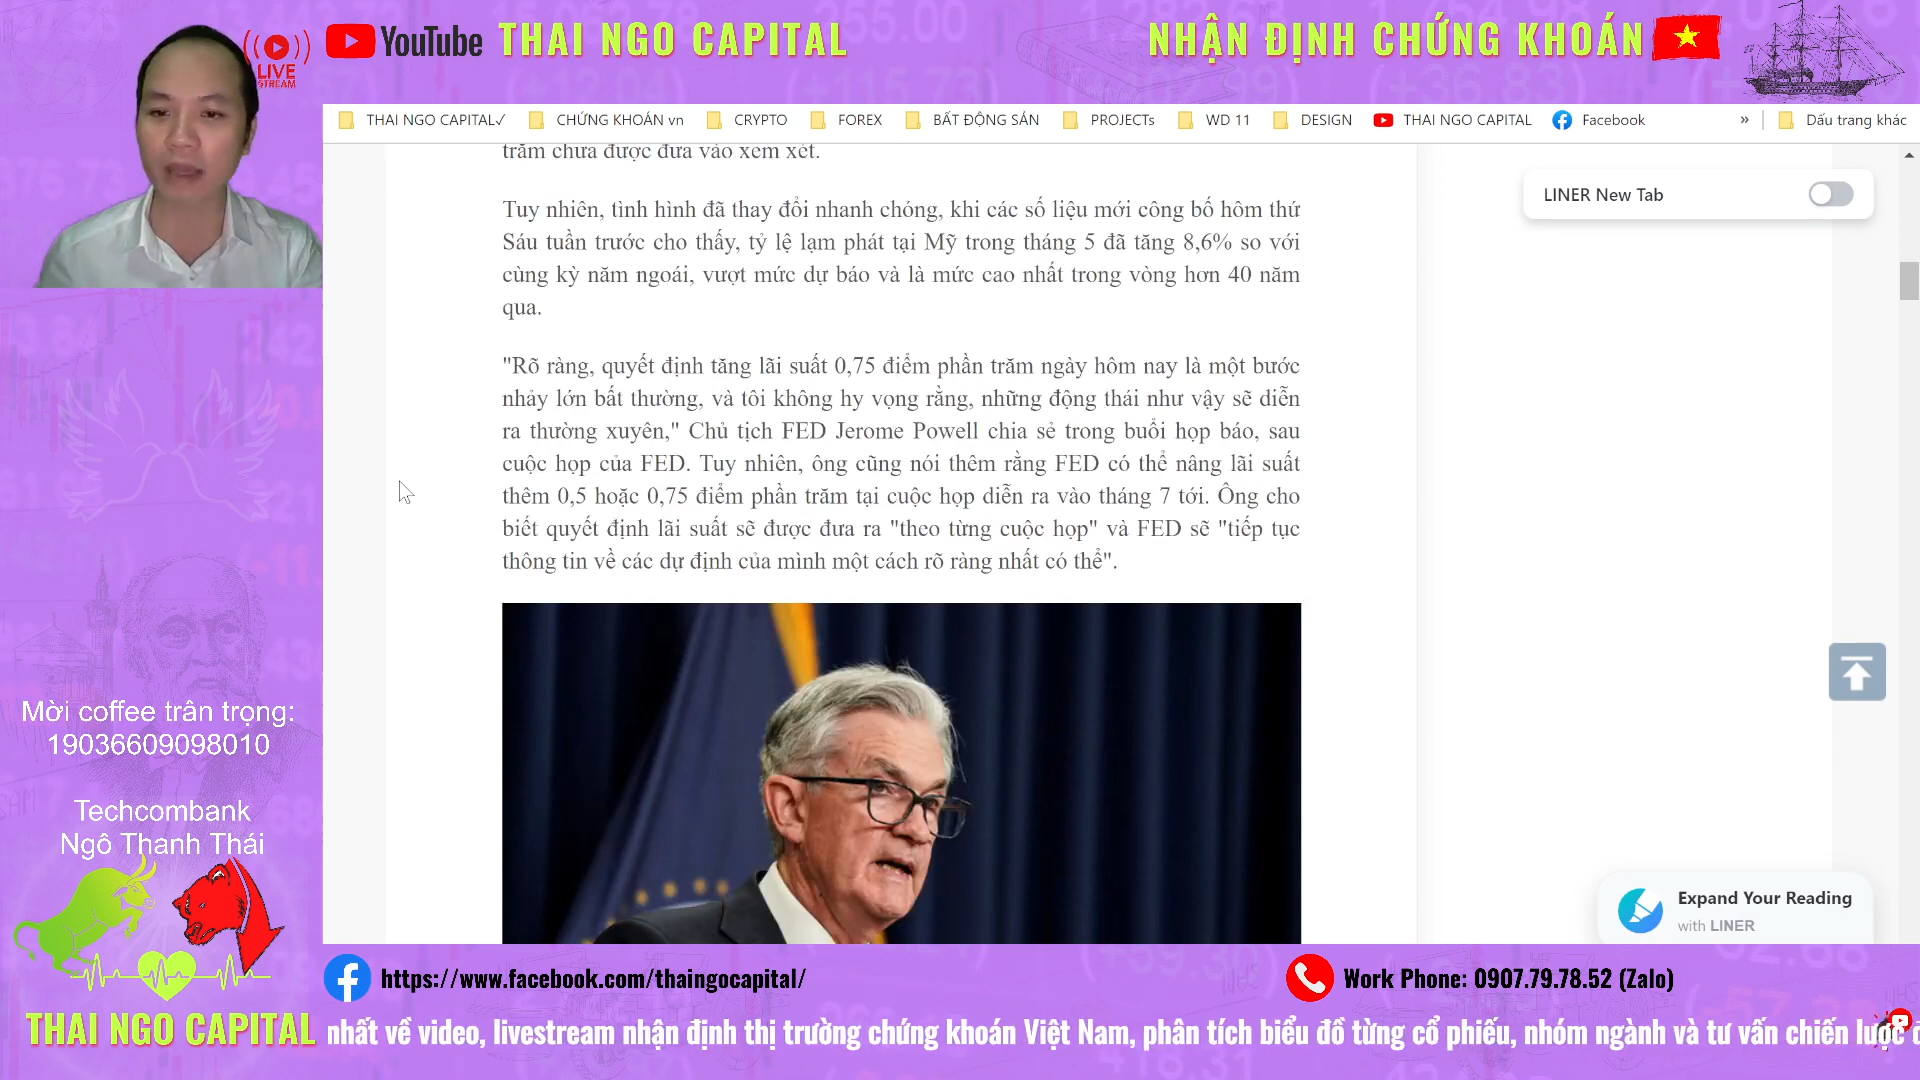 LIVE
STREAM
YouTube THAI NGO CAPITAL
NHẬN ĐỊNH CHỨNG KHOÁN
THAI NGO CAPITAL✓ CHỨNG KHOÁN vn CRYPTO FOREX BẤT ĐỘNG SẢN PROJECTs WD 11 DESIGN THAI NGO CAPITAL Facebook » Dấu trang khác
trăm chưa được đưa vào xem xét.
LINER New Tab
Tuy nhiên, tình hình đã thay đổi nhanh chóng, khi các số liệu mới công bố hôm thứ
Sáu tuần trước cho thấy, tỷ lệ lạm phát tại Mỹ trong tháng 5 đã tăng 8,6% so với
cùng kỳ năm ngoái, vượt mức dự báo và là mức cao nhất trong vòng hơn 40 năm
qua.
"Rõ ràng, quyết định tăng lãi suất 0,75 điểm phần trăm ngày hôm nay là một bước
nhảy lớn bất thường, và tôi không hy vọng rằng, những động thái như vậy sẽ diễn
ra thường xuyên," Chủ tịch FED Jerome Powell chia sẻ trong buổi họp báo, sau
cuộc họp của FED. Tuy nhiên, ông cũng nói thêm rằng FED có thể nâng lãi suất
thêm 0,5 hoặc 0,75 điểm phần trăm tại cuộc họp diễn ra vào tháng 7 tới. Ông cho
biết quyết định lãi suất sẽ được đưa ra "theo từng cuộc họp" và FED sẽ "tiếp tục
thông tin về các dự định của mình một cách rõ ràng nhất có thể".
Mời coffee trân trọng:
19036609098010
Techcombank
Ngô Thanh Thái
Expand Your Reading
with LINER
https://www.facebook.com/thaingocapital/
Work Phone: 0907.79.78.52 (Zalo)
THAI NGO CAPITAL
nhất về video, livestream nhận định thị trường chứng khoán Việt Nam, phân tích biểu đồ từng cổ phiếu, nhóm ngành và tư vấn chiến lược